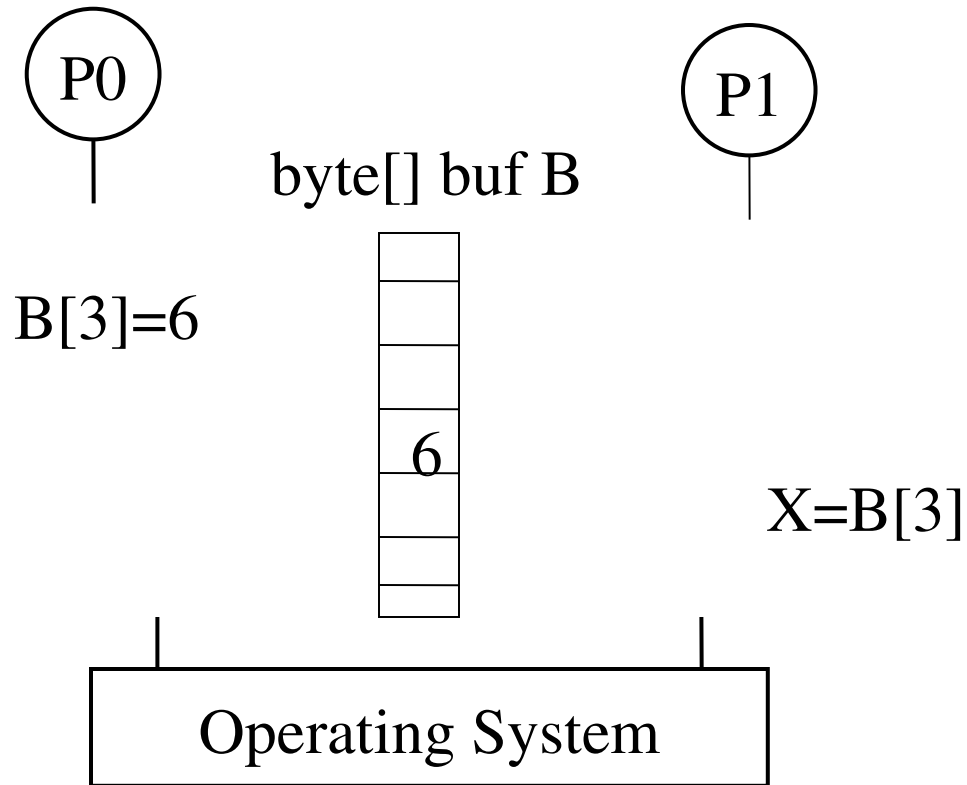 P0
P1
byte[] buf B
B[3]=6
6
X=B[3]
Operating System